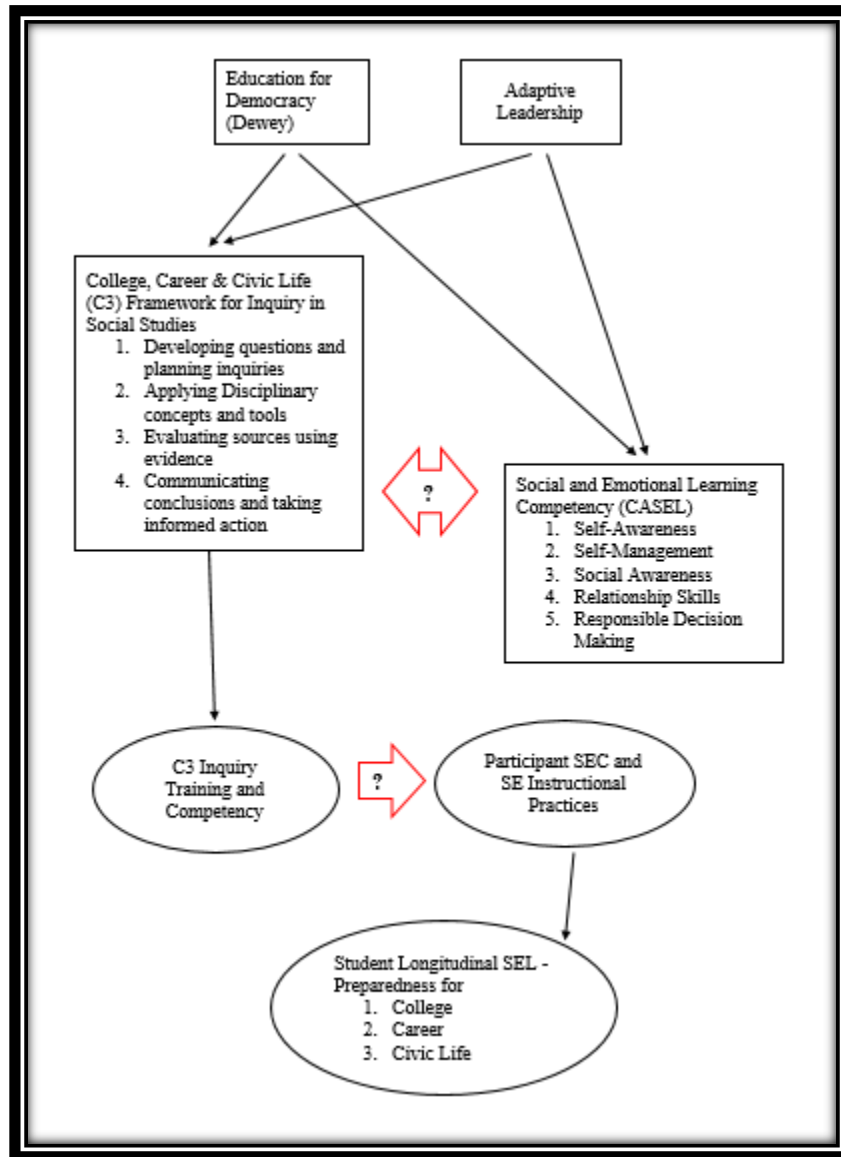 Education for
Democracy
(Dewey)
Adaptive
Leadership
College, Career & Civic Life
(C3) Framework for Inquiry in
Social Studies
1. Developing questions and
planning inquiries
2. Applying Disciplinary
concepts and tools
3. Evaluating sources using
evidence
4. Communicating
conclusions and taking
informed action
?
Social and Emotional Learning
Competency (CASEL)
1. Self-Awareness
2. Self-Management
3. Social Awareness
4. Relationship Skills
5. Responsible Decision
Making
C3 Inquiry
Training and
Competency
?
Participant SEC and
SE Instructional
Practices
Student Longitudinal SEL -
Preparedness for
1. College
2. Career
3. Civic Life